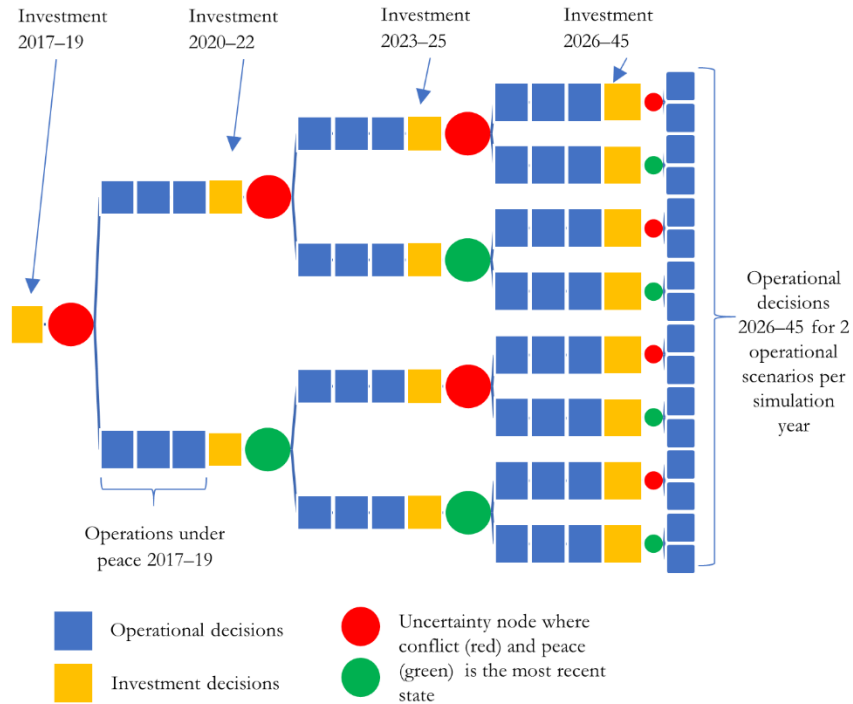 Investment
2017–19
Investment
2020–22
Investment
2023–25
Investment
2026–45
Operational
decisions
2026–45 for 2
operational
scenarios per
simulation
year
Operations under
peace 2017–19
Operational decisions
Investment decisions
Uncertainty node where
conflict (red) and peace
(green) is the most recent
state